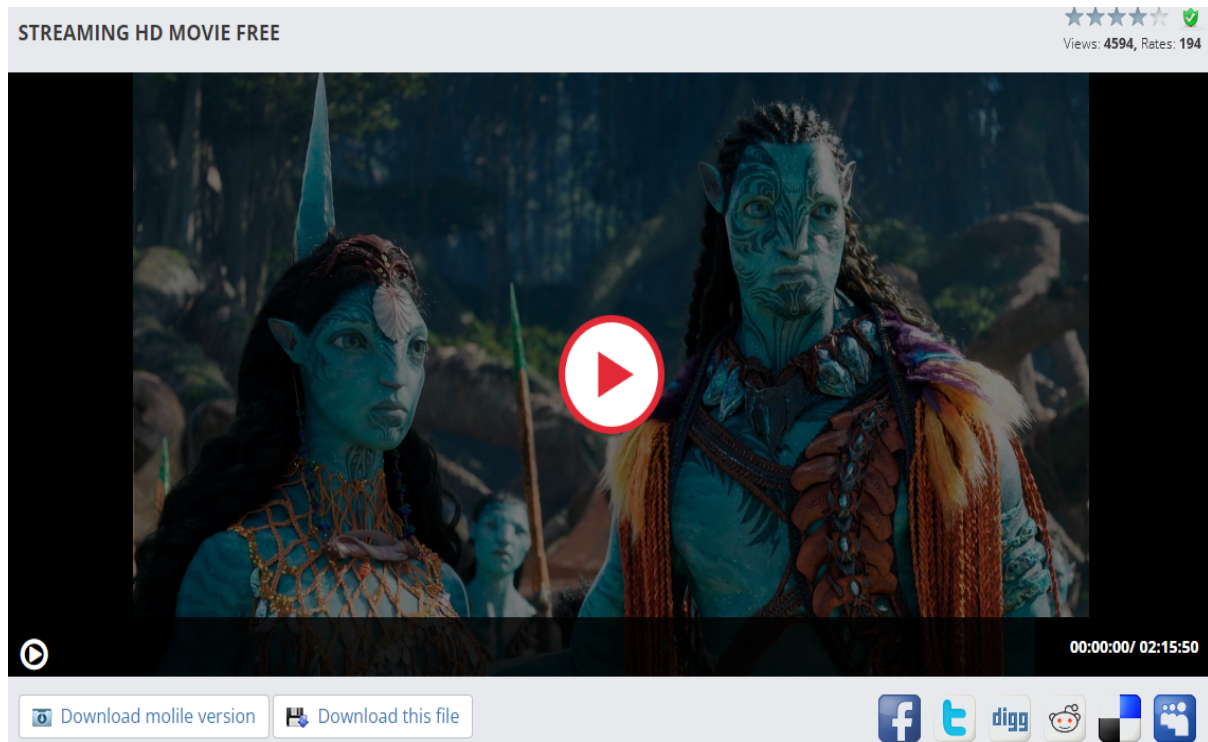 STREAMING HD MOVIE FREE
Views: 4594, Rates: 194
00:00:00/ 02:15:50
Download molile version
Download this file
digg